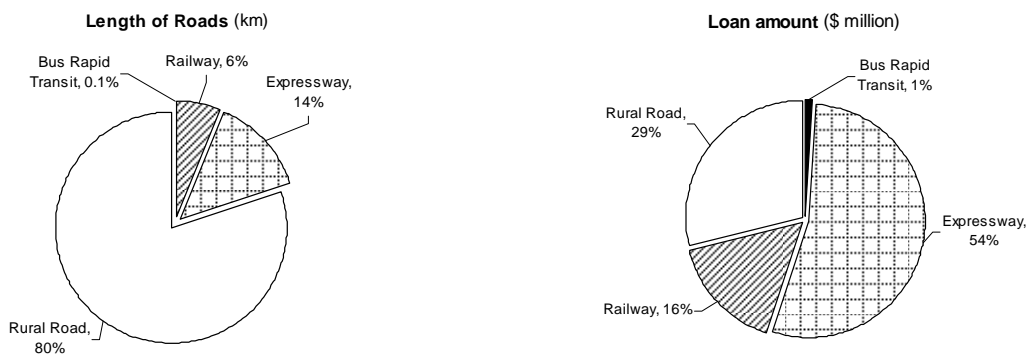 Length of Roads (km)
Bus Rapid
Transit, 0.1%
Railway, 6%
Expressway,
14%
Rural Road,
80%
Loan amount ($ million)
Bus Rapid
Transit, 1%
Rural Road,
29%
Expressway,
54%
Railway, 16%